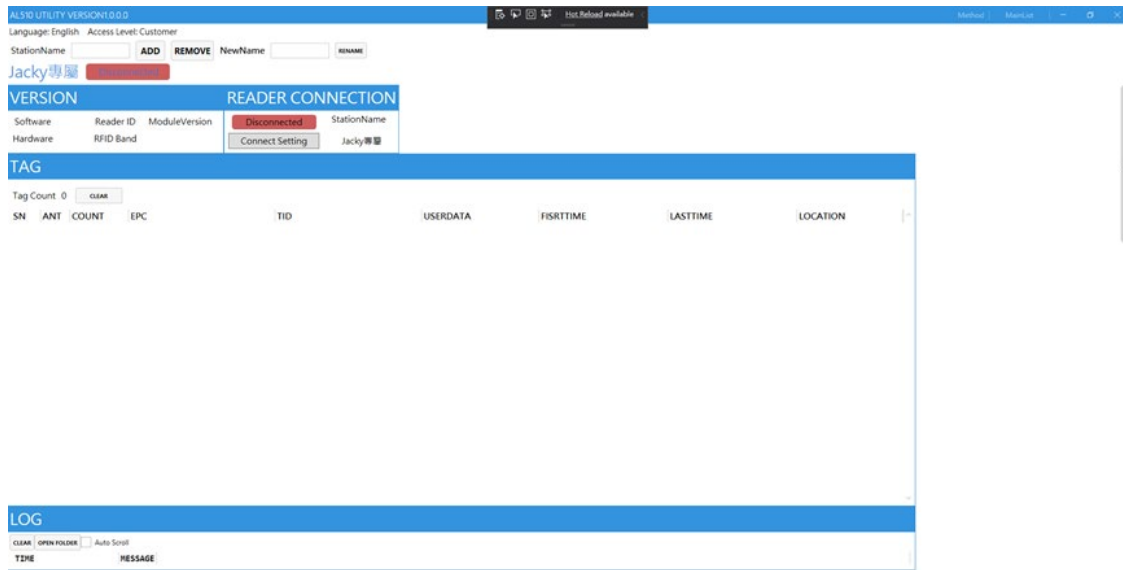 AL510 UTILITY VERSION1.0.0.0 Hot Reload available Method MainList
Language: English Access Level: Customer
StationName ADD REMOVE NewName RENAME
Jacky專屬 Disconnected
VERSION READER CONNECTION
Software Reader ID ModuleVersion Disconnected StationName
Hardware RFID Band Connect Setting Jacky專屬
TAG
Tag Count 0 CLEAR
SN ANT COUNT EPC TID USERDATA FISRTTIME LASTTIME LOCATION
LOG
CLEAR OPEN FOLDER Auto Scroll
TIME MESSAGE